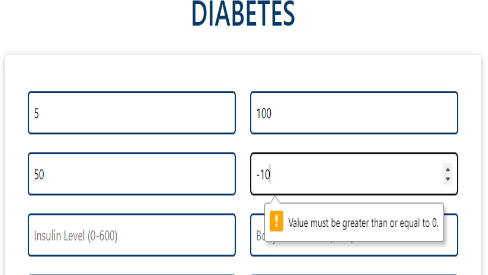 DIABETES
5
100
50
-10
Value must be greater than or equal to 0.
Insulin Level (0-600)